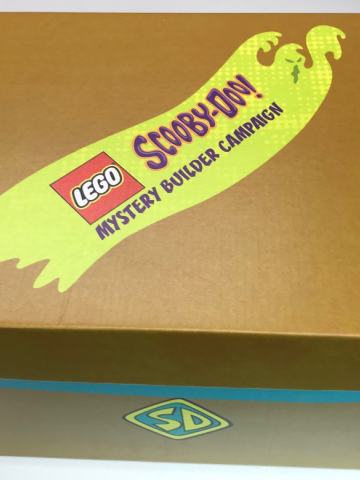 SCOOBY-DOO!
LEGO
MYSTERY BUILDER CAMPAIGN
SD